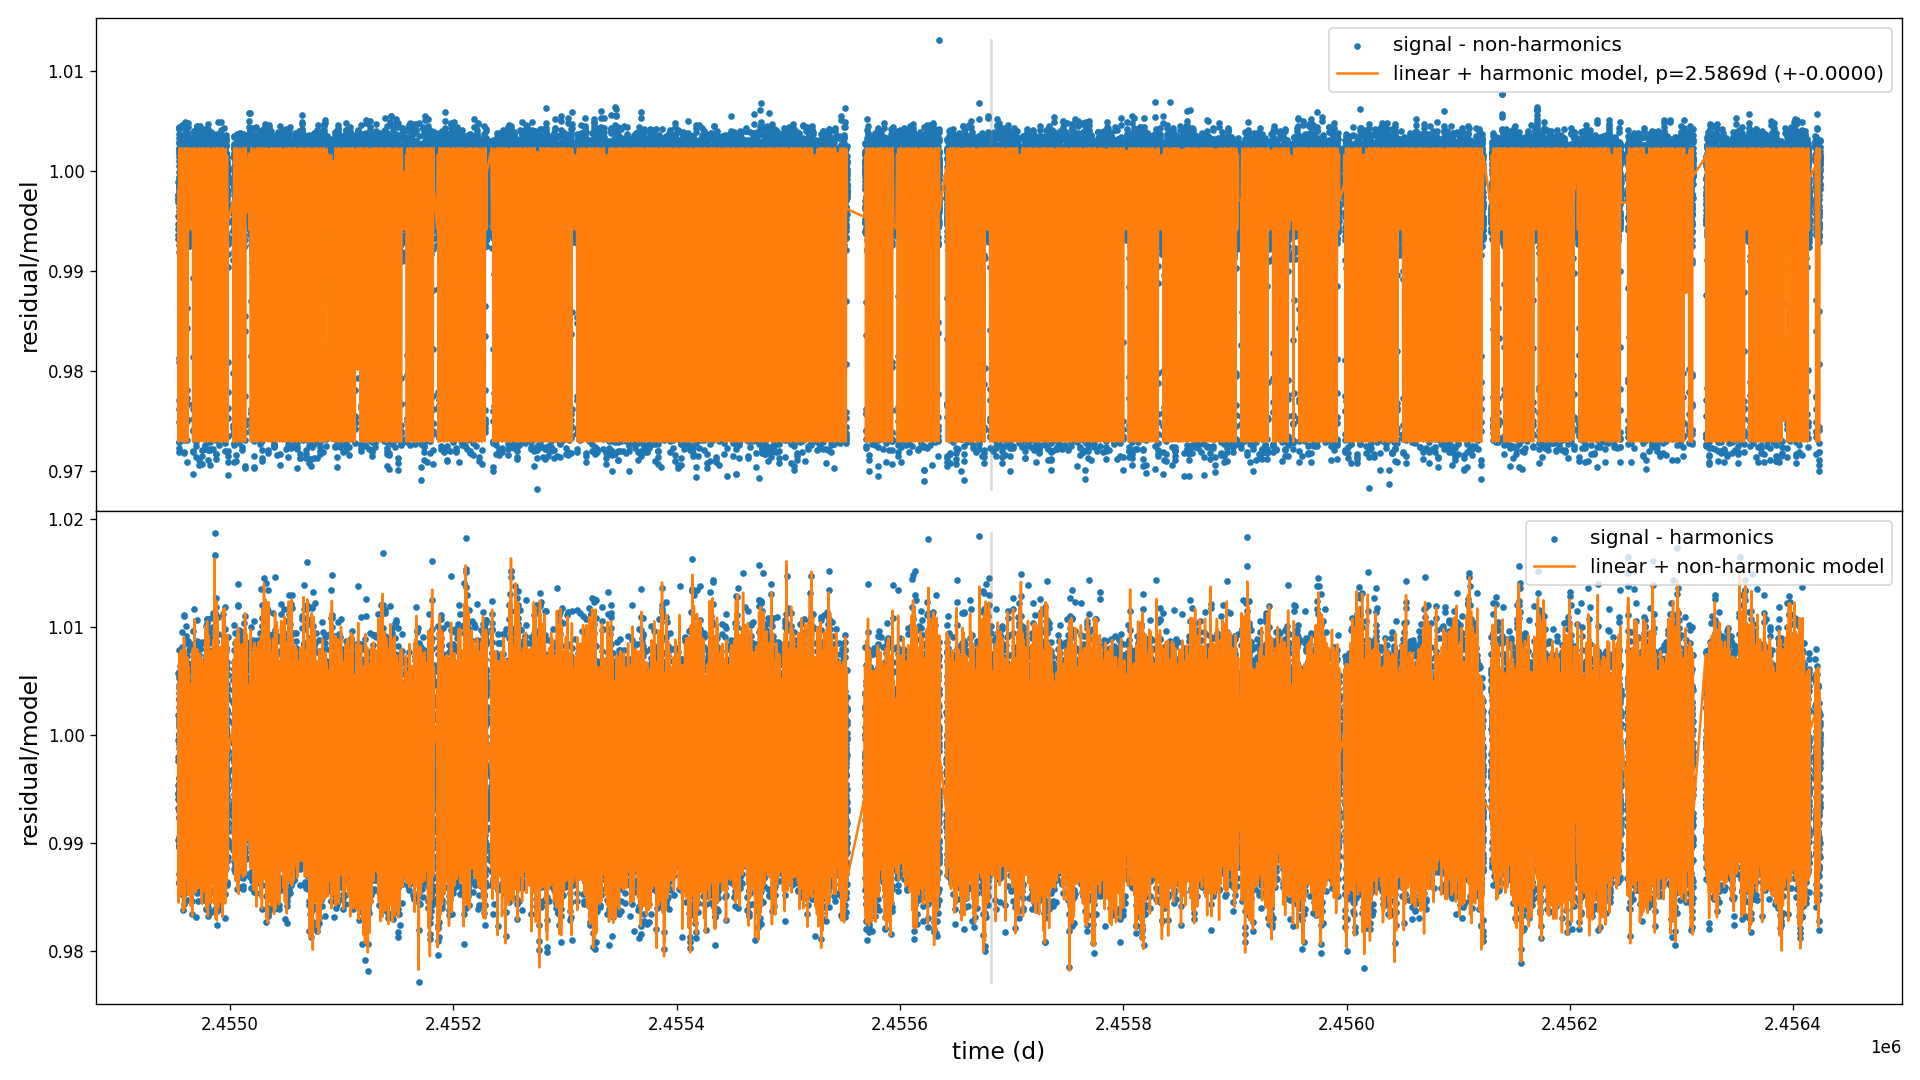 signal - non-harmonics
linear + harmonic model, p=2.5869d (+-0.0000)
1.01
1.00
0.99
0.98
0.97
residual/model
signal - harmonics
linear + non-harmonic model
1.02
1.01
1.00
0.99
0.98
residual/model
2.4550
2.4552
2.4554
2.4556
2.4558
2.4560
2.4562
2.4564
1e6
time (d)